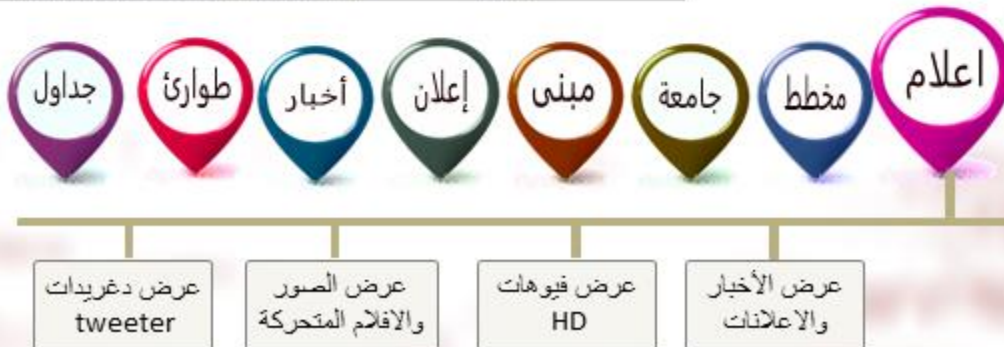 اعلام
مخطط
جامعة
مبنى
إعلان
أخبار
طوارئ
جداول
عرض الأخبار
والاعلانات
عرض فيوهات
HD
عرض الصور
والافلام المتحركة
عرض دغريدات
tweeter